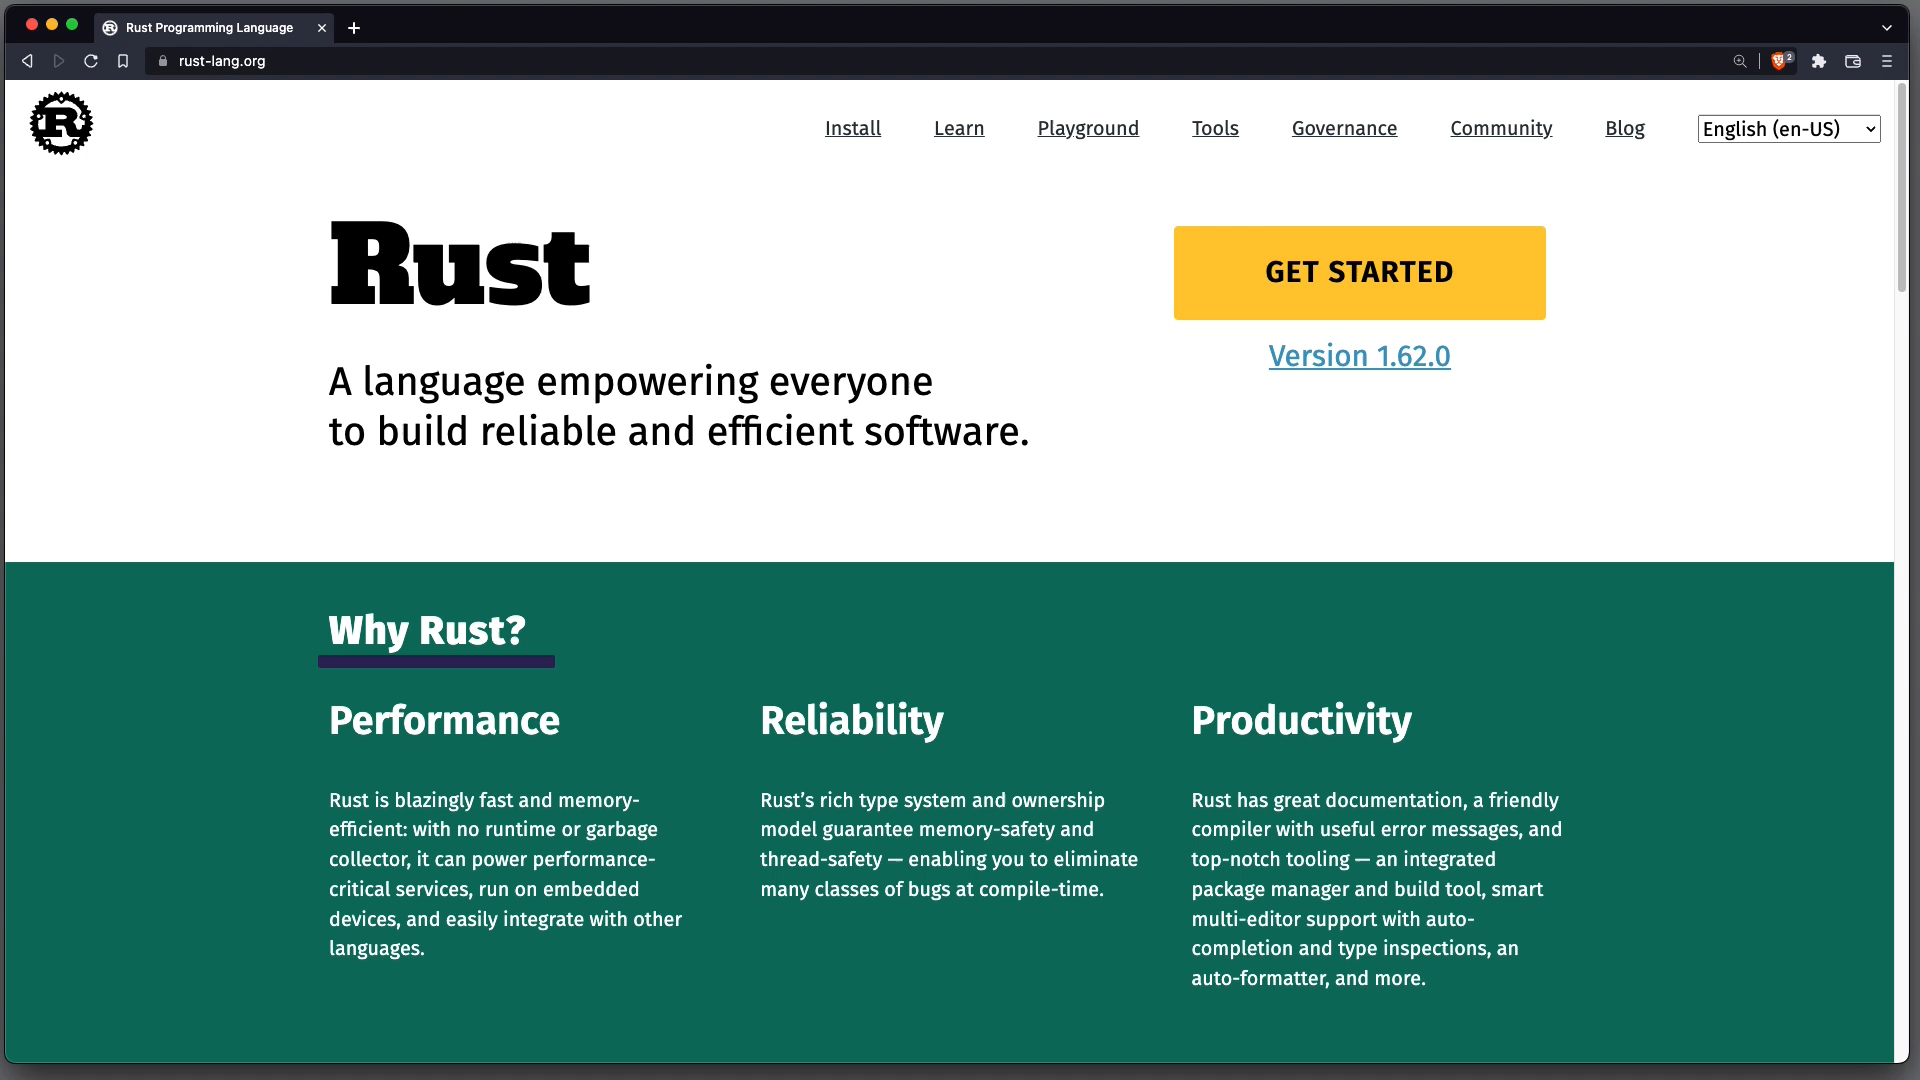 Rust Programming Language
rust-lang.org
2
R
Install Learn Playground Tools Governance Community Blog English (en-US)
Rust
GET STARTED
Version 1.62.0
A language empowering everyone
to build reliable and efficient software.
Why Rust?
Performance
Rust is blazingly fast and memory-
efficient: with no runtime or garbage
collector, it can power performance-
critical services, run on embedded
devices, and easily integrate with other
languages.
Reliability
Rust’s rich type system and ownership
model guarantee memory-safety and
thread-safety — enabling you to eliminate
many classes of bugs at compile-time.
Productivity
Rust has great documentation, a friendly
compiler with useful error messages, and
top-notch tooling — an integrated
package manager and build tool, smart
multi-editor support with auto-
completion and type inspections, an
auto-formatter, and more.